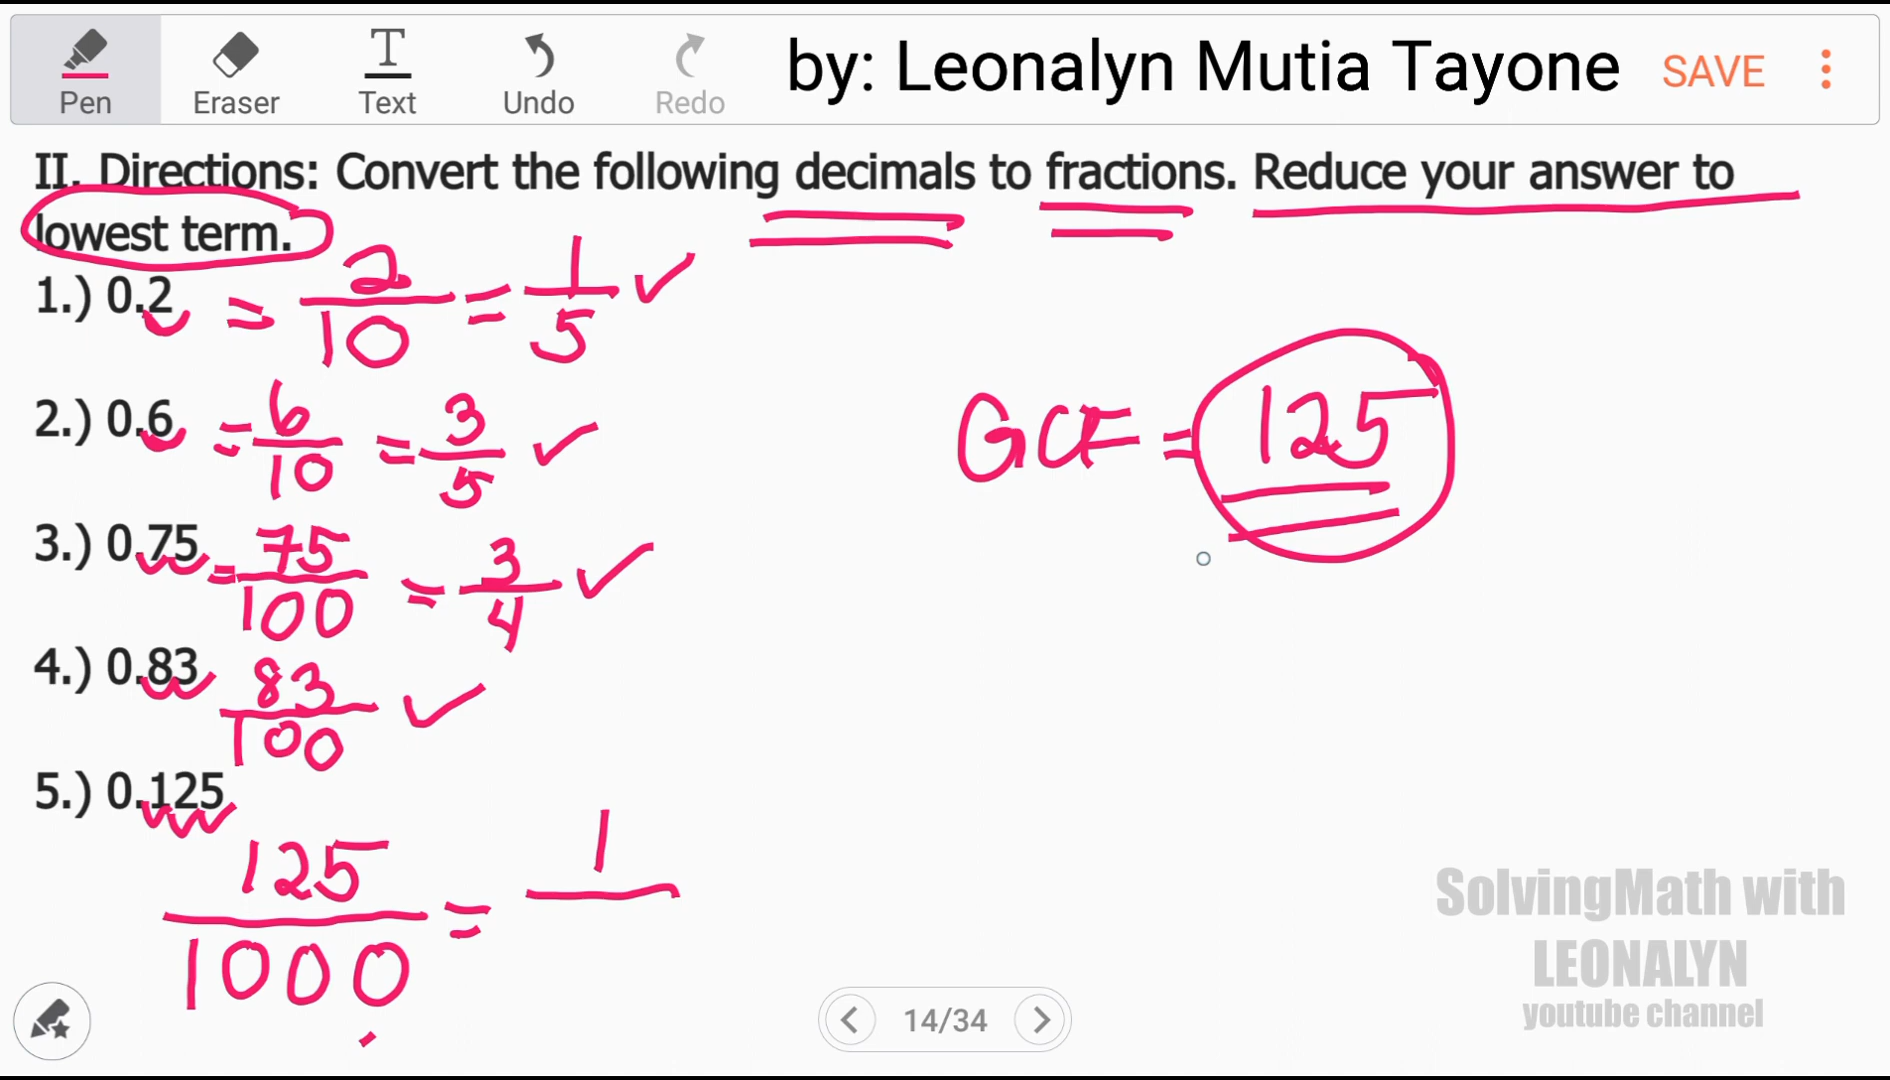 Pen Eraser Text Undo Redo by: Leonalyn Mutia Tayone SAVE
II. Directions: Convert the following decimals to fractions. Reduce your answer to
lowest term.
1.) 0.2 = 2/10 = 1/5 ✓
2.) 0.6 = 6/10 = 3/5 ✓
GCF = 125
3.) 0.75 = 75/100 = 3/4 ✓
4.) 0.83 83/100 ✓
5.) 0.125
125/1000 = 1/
SolvingMath with
LEONALYN
youtube channel
14/34